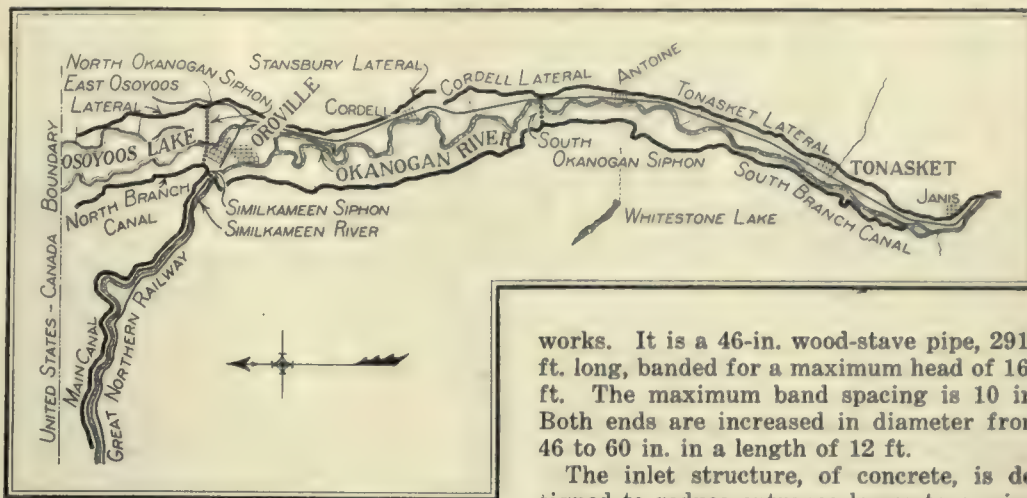 NORTH OKANOGAN SIPHON
EAST OSOYOOS
LATERAL
STANSBURY LATERAL
CORDELL LATERAL
ANTOINE
TONASKET LATERAL
OROVILLE
CORDELL
OSOYOOS LAKE
OKANOGAN RIVER
SOUTH
OKANOGAN SIPHON
TONASKET
JANIS
NORTH BRANCH
CANAL
SIMILKAMEEN SIPHON
SIMILKAMEEN RIVER
WHITESTONE LAKE
SOUTH BRANCH CANAL
UNITED STATES - CANADA BOUNDARY
MAIN CANAL
GREAT NORTHERN RAILWAY
works. It is a 46-in. wood-stave pipe, 291
ft. long, banded for a maximum head of 16
ft. The maximum band spacing is 10 in
Both ends are increased in diameter
46 to 60 in. in a length of 12 ft.
The inlet structure, of concrete, is de